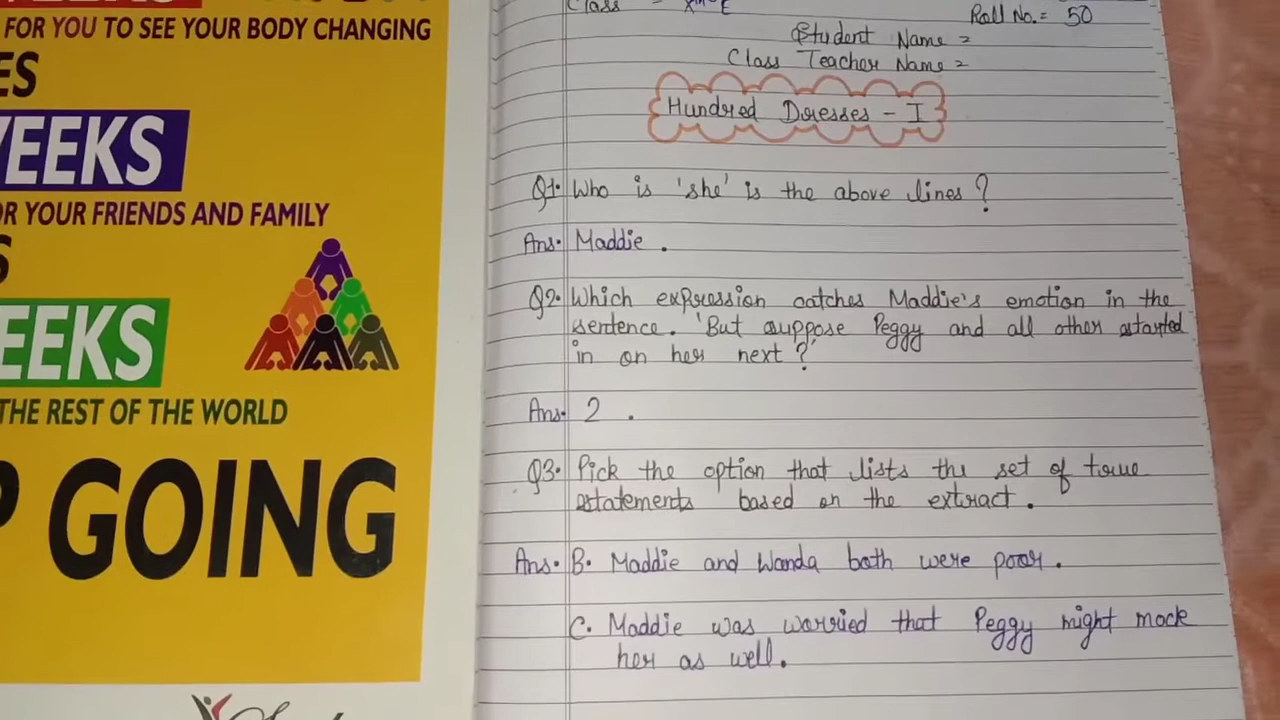 FOR YOU TO SEE YOUR BODY CHANGING
ES
WEEKS
OR YOUR FRIENDS AND FAMILY
S
EEKS
THE REST OF THE WORLD
P GOING
Class = Xth E
Roll No. = 50
Student Name =
Class Teacher Name =
Hundred Dresses - I
Q1. Who is 'she' is the above lines ?
Ans. Maddie .
Q2. Which expression catches Maddie's emotion in the
sentence. 'But suppose Peggy and all other started
in on her next ?'
Ans. 2 .
Q3. Pick the option that lists the set of true
statements based on the extract .
Ans. B. Maddie and Wanda both were poor .
C. Maddie was worried that Peggy might mock
her as well.